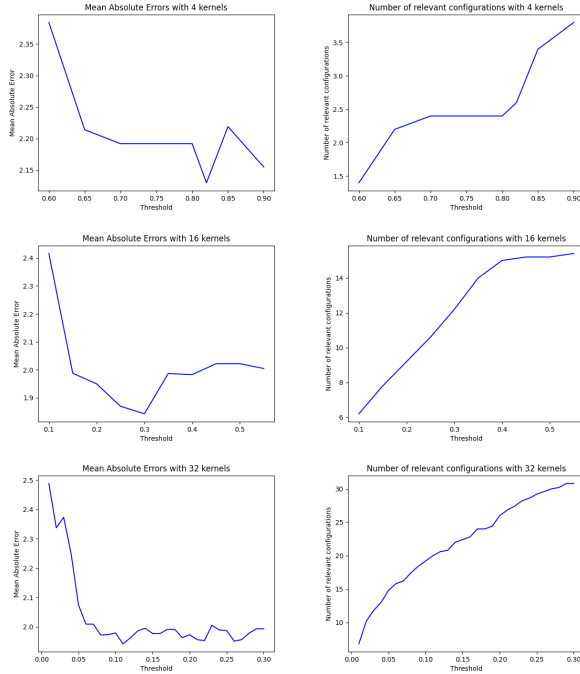 Mean Absolute Errors with 4 kernels
Mean Absolute Error
2.35
2.30
2.25
2.20
2.15
0.60 0.65 0.70 0.75 0.80 0.85 0.90
Threshold
Number of relevant configurations with 4 kernels
Number of relevant configurations
3.5
3.0
2.5
2.0
1.5
0.60 0.65 0.70 0.75 0.80 0.85 0.90
Threshold
Mean Absolute Errors with 16 kernels
Mean Absolute Error
2.4
2.3
2.2
2.1
2.0
1.9
0.1 0.2 0.3 0.4 0.5
Threshold
Number of relevant configurations with 16 kernels
Number of relevant configurations
14
12
10
8
6
0.1 0.2 0.3 0.4 0.5
Threshold
Mean Absolute Errors with 32 kernels
Mean Absolute Error
2.5
2.4
2.3
2.2
2.1
2.0
0.00 0.05 0.10 0.15 0.20 0.25 0.30
Threshold
Number of relevant configurations with 32 kernels
Number of relevant configurations
30
25
20
15
10
0.00 0.05 0.10 0.15 0.20 0.25 0.30
Threshold